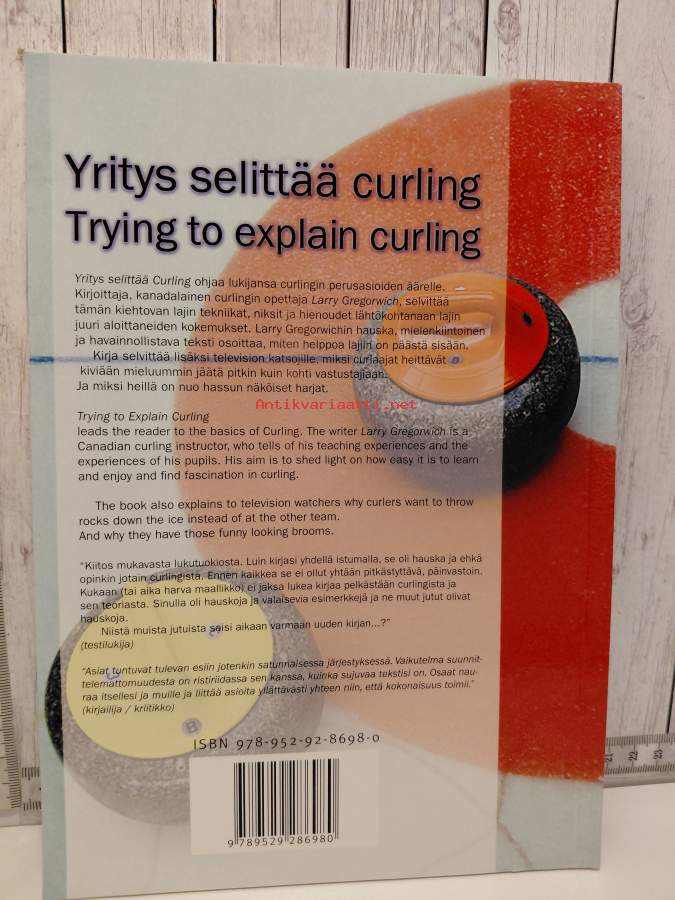 Yritys selittää curling
Trying to explain curling
Yritys selittää Curling ohjaa lukijansa curlingin perusasioiden äärelle.
Kirjoittaja, kanadalainen curlingin opettaja Larry Gregorwich, selvittää
tämän kiehtovan lajin tekniikat, niksit ja hienoudet lähtökohtanaan lajin
juuri aloittaneiden kokemukset. Larry Gregorwichin hauska, mielenkiintoinen
ja havainnollistava teksti osoittaa, miten helppoa lajiin on päästä sisään.
Kirja selvittää lisäksi television katsojille, miksi curlaajat heittävät
kiviään mieluummin jäätä pitkin kuin kohti vastustajiaan.
Ja miksi heillä on nuo hassun näköiset harjat.
Antikvariaatti.net
Trying to Explain Curling
leads the reader to the basics of Curling. The writer Larry Gregorwich is a
Canadian curling instructor, who tells of his teaching experiences and the
experiences of his pupils. His aim is to shed light on how easy it is to learn
and enjoy and find fascination in curling.
The book also explains to television watchers why curlers want to throw
rocks down the ice instead of at the other team.
And why they have those funny looking brooms.
"Kiitos mukavasta lukutuokiosta. Luin kirjasi yhdellä istumalla, se oli hauska ja ehkä
opinkin jotain curlingistä. Ennen kaikkea se ei ollut yhtään pitkästyttävä, päinvastoin.
Kukaan (tai aika harva maallikko) ei jaksa lukea kirjaa pelkästään curlingista ja
sen teoriasta. Sinulla oli hauskoja ja valaisevia esimerkkejä ja ne muut jutut olivat
hauskoja.
Niistä muista jutuista saisi aikaan varmaan uuden kirjan...?"
(testilukija)
"Asiat tuntuvat tulevan esiin jotenkin satunnaisessa järjestyksessä. Vaikutelma suunnit-
telemattomuudesta on ristiriidassa sen kanssa, kuinka sujuvaa tekstisi on. Osaat nau-
raa itsellesi ja muille ja liittää asioita yllättävästi yhteen niin, että kokonaisuus toimii."
(kirjailija / kriitikko)
B
ISBN 978-952-92-8698-0
9 789529 286980
21 22 23